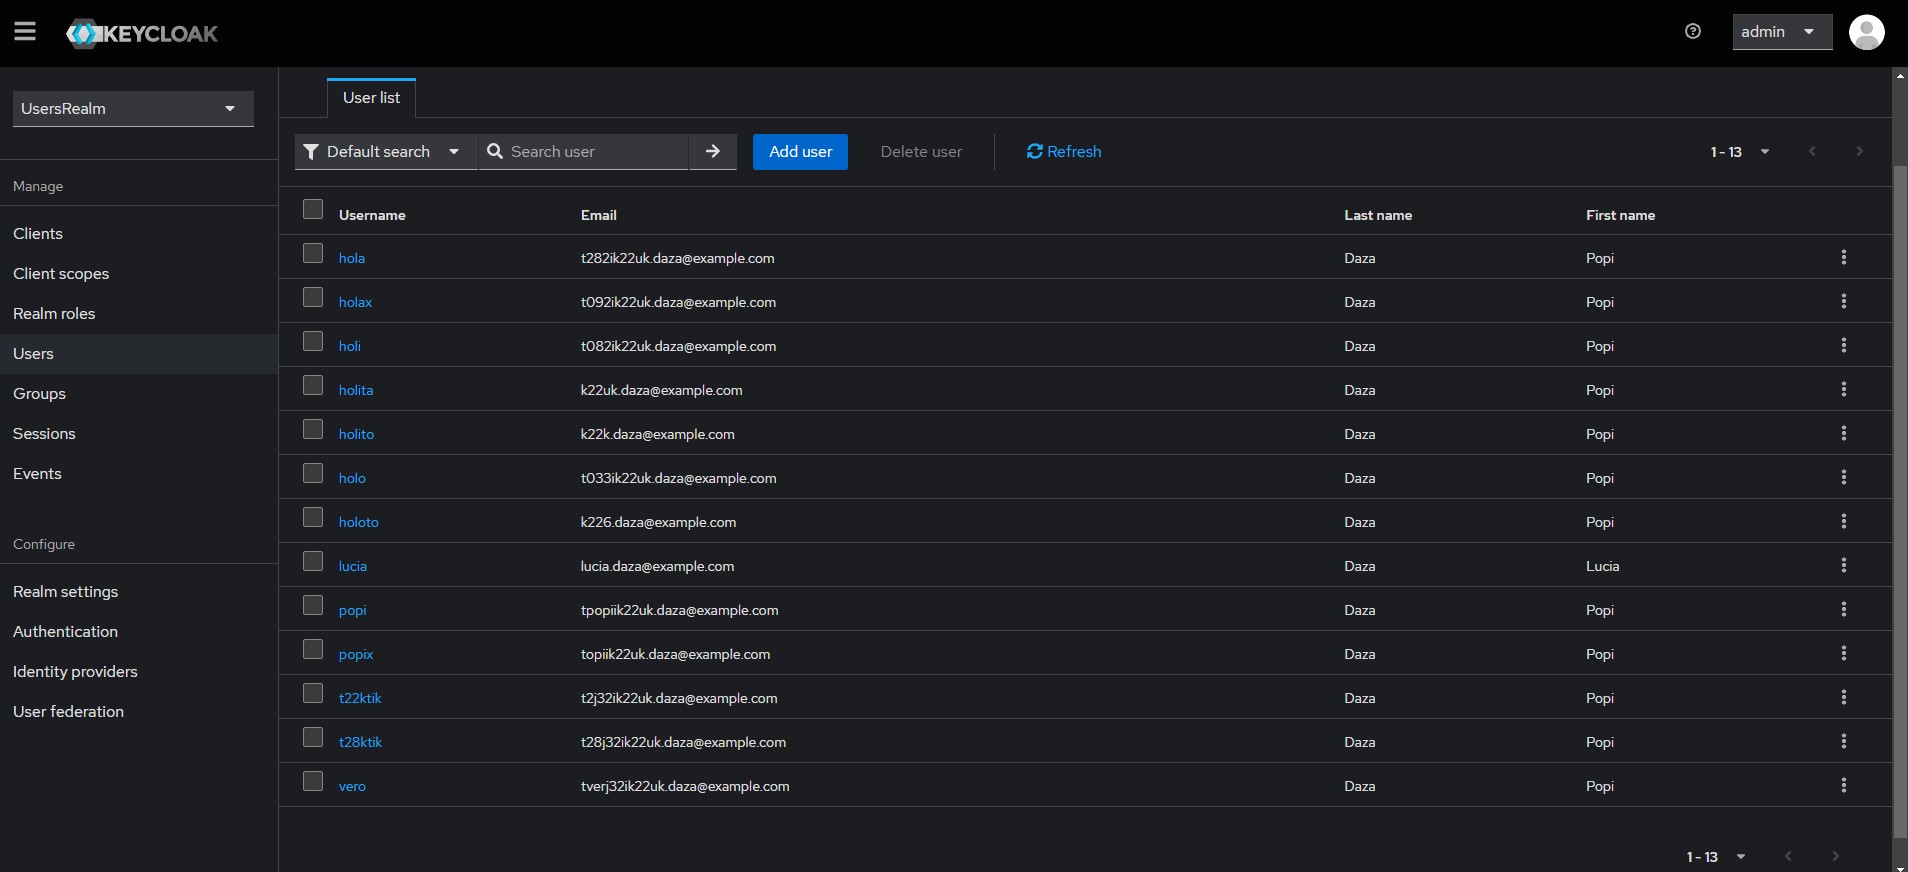 KEYCLOAK
admin
UsersRealm
Manage
Clients
Client scopes
Realm roles
Users
Groups
Sessions
Events
Configure
Realm settings
Authentication
Identity providers
User federation
User list
Default search Search user Add user Delete user Refresh 1 - 13
Username Email Last name First name
hola t282ik22uk.daza@example.com Daza Popi
holax t092ik22uk.daza@example.com Daza Popi
holi t082ik22uk.daza@example.com Daza Popi
holita k22uk.daza@example.com Daza Popi
holito k22k.daza@example.com Daza Popi
holo t033ik22uk.daza@example.com Daza Popi
holoto k226.daza@example.com Daza Popi
lucia lucia.daza@example.com Daza Lucia
popi tpopiik22uk.daza@example.com Daza Popi
popix topiik22uk.daza@example.com Daza Popi
t22ktik t2j32ik22uk.daza@example.com Daza Popi
t28ktik t28j32ik22uk.daza@example.com Daza Popi
vero tverj32ik22uk.daza@example.com Daza Popi
1 - 13